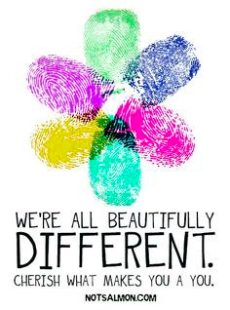 WE'RE ALL BEAUTIFULLY
DIFFERENT.
CHERISH WHAT MAKES YOU A YOU.
NOTSALMON.COM